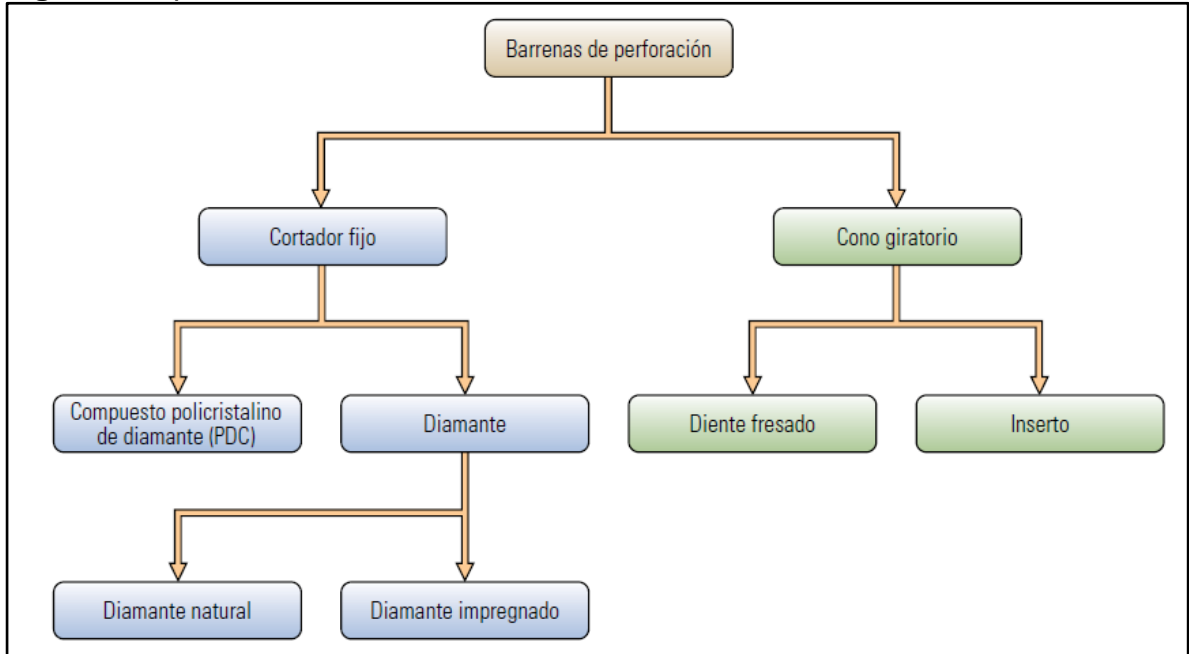 Barrenas de perforación
Cortador fijo
Cono giratorio
Compuesto policristalino
de diamante (PDC)
Diamante
Diente fresado
Inserto
Diamante natural
Diamante impregnado